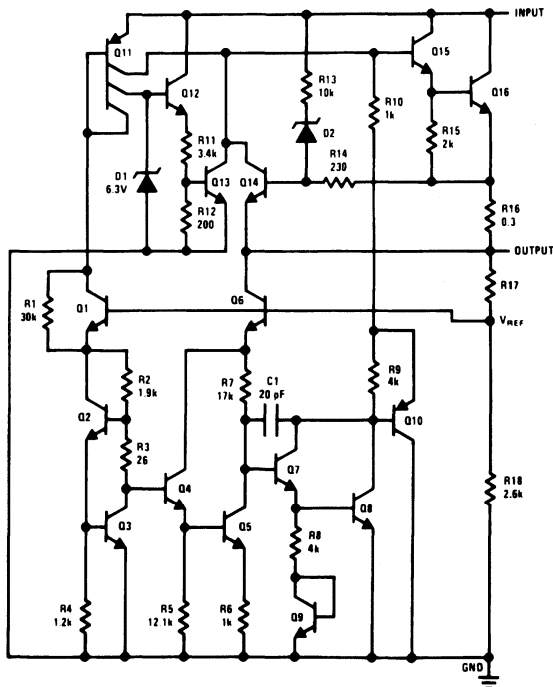 INPUT
Q11
Q15
Q12
R13
10k
Q16
R10
1k
R11
3.4k
D2
R15
2k
D1
6.3V
R14
230
Q13
Q14
R12
200
R16
0.3
OUTPUT
R17
R1
30k
Q1
Q6
VREF
R2
1.9k
R7
17k
C1
20 pF
R9
4k
Q2
Q10
R3
26
Q7
Q4
R18
2.6k
Q3
Q5
Q8
R8
4k
R4
1.2k
R5
12.1k
R6
1k
Q9
GND